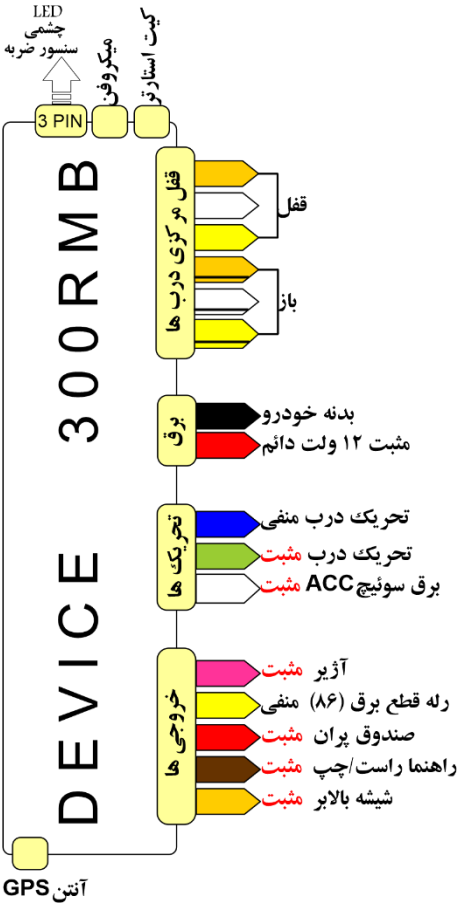 LED
چشمی
سنسور ضربه
میکروفن
کیت استارتر
3 PIN
DEVICE 300RMB
قفل مرکزی درب ها
قفل
باز
برق
بدنه خودرو
مثبت ۱۲ ولت دائم
تحریک ها
تحریک درب منفی
تحریک درب مثبت
برق سوئیچ ACC مثبت
خروجی ها
آژیر مثبت
رله قطع برق (۸۶) منفی
صندوق پران مثبت
راهنما راست/چپ مثبت
شیشه بالابر مثبت
آنتن GPS